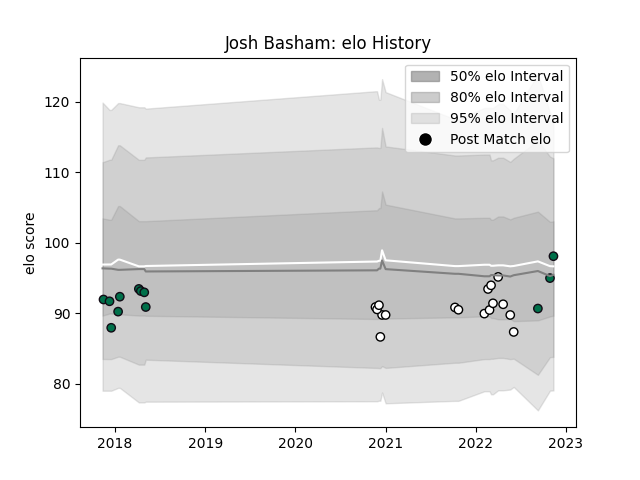 Josh Basham: elo History
50% elo Interval
80% elo Interval
95% elo Interval
Post Match elo
elo score
120
110
100
90
80
2018
2019
2020
2021
2022
2023